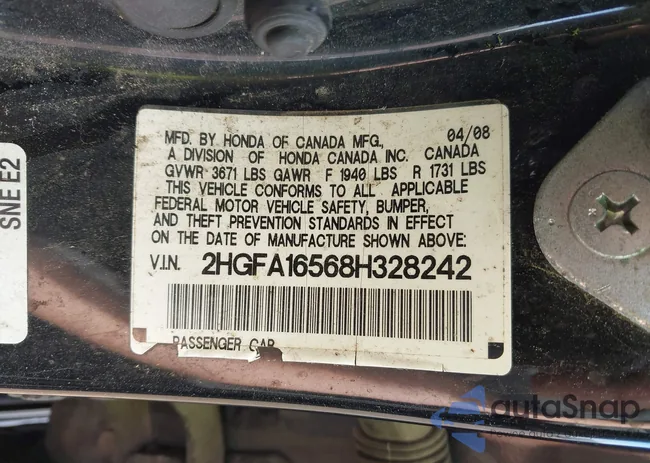 MFD. BY HONDA OF CANADA MFG., 04/08
A DIVISION OF HONDA CANADA INC. CANADA
GVWR 3671 LBS GAWR F 1940 LBS R 1731 LBS
THIS VEHICLE CONFORMS TO ALL APPLICABLE
FEDERAL MOTOR VEHICLE SAFETY, BUMPER,
AND THEFT PREVENTION STANDARDS IN EFFECT
ON THE DATE OF MANUFACTURE SHOWN ABOVE:
V.I.N. 2HGFA16568H328242
PASSENGER CAR
SNE E2
autoSnap